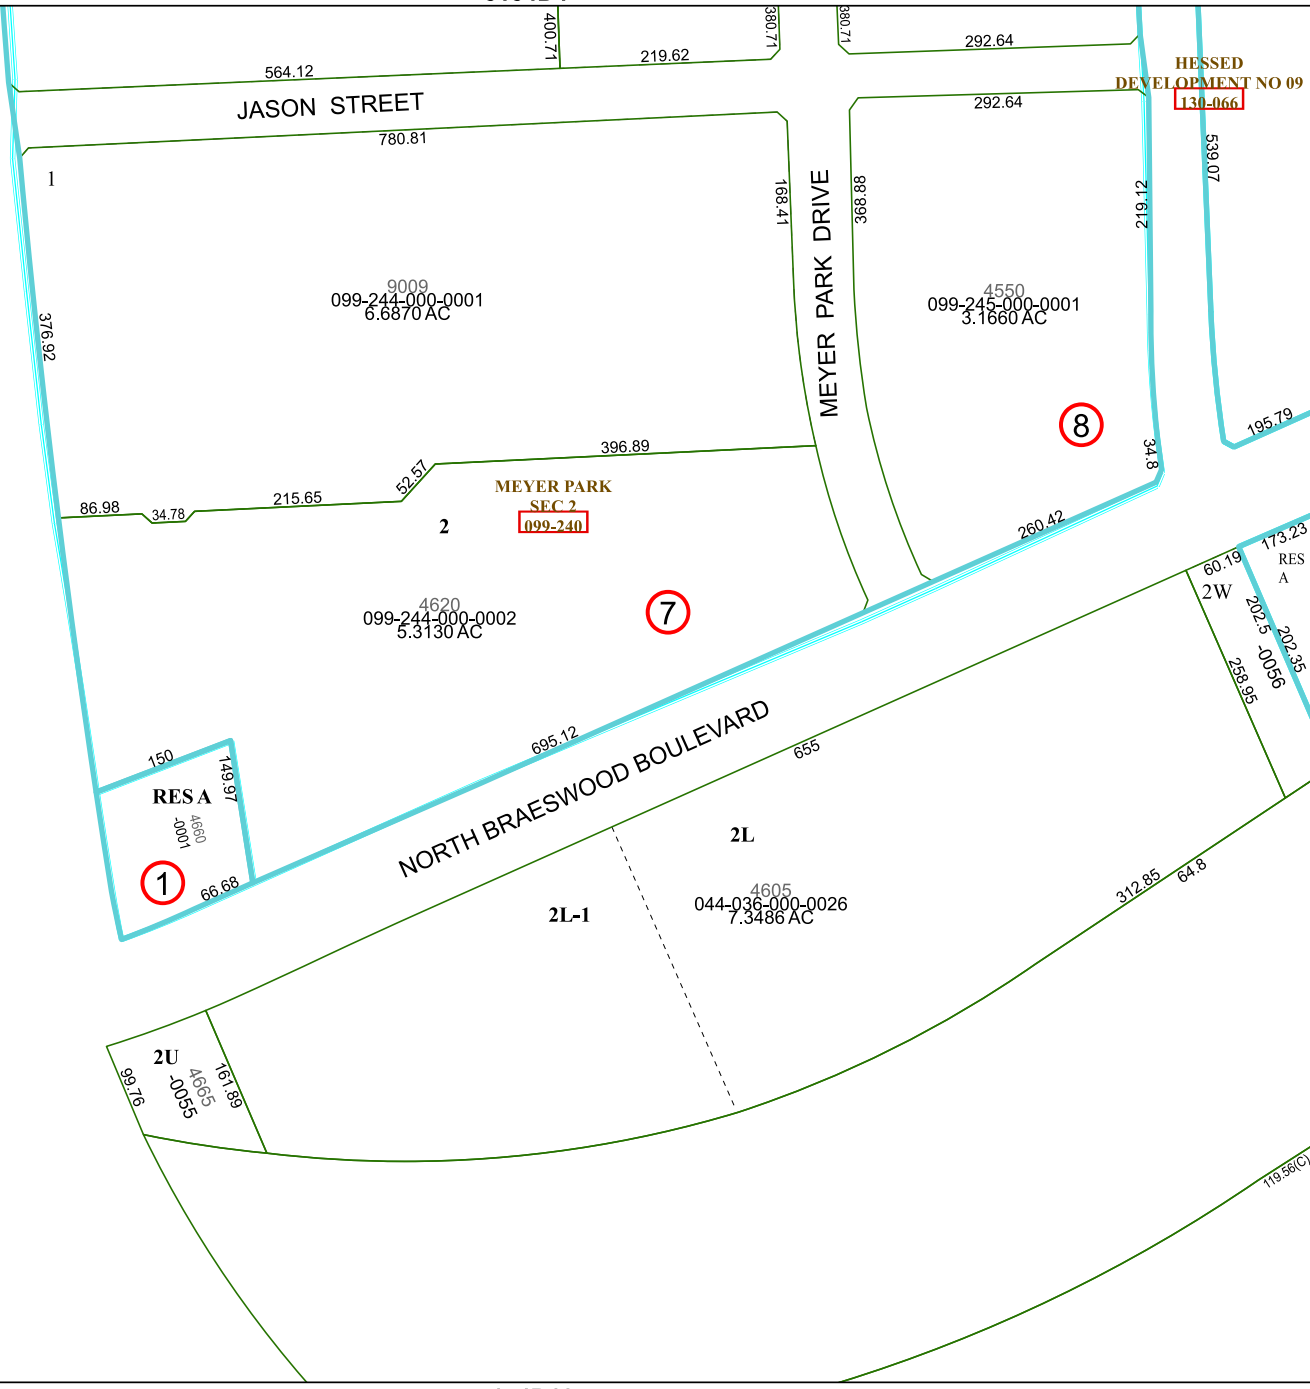 400.71
380.71
380.71
564.12
219.62
292.64
HESSED
DEVELOPMENT NO 09
130-066
JASON STREET
292.64
780.81
539.07
1
168.41
MEYER PARK DRIVE
368.88
219.12
9009
099-244-000-0001
6.6870 AC
4550
099-245-000-0001
3.1660 AC
376.92
8
195.79
396.89
34.8
52.57
MEYER PARK
SEC 2
099-240
86.98
34.78
215.65
2
260.42
173.23
60.19
RES
A
2W
4620
099-244-000-0002
5.3130 AC
7
202.5
-0056
202.35
258.95
695.12
NORTH BRAESWOOD BOULEVARD
655
150
149.97
RES A
4660
-0001
1
66.68
2L
4605
044-036-000-0026
7.3486 AC
312.85
64.8
2L-1
2U
4665
-0055
99.76
161.89
119.56(C)